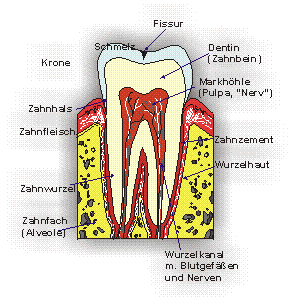 Fissur
Schmelz
Dentin
(Zahnbein)
Krone
Markhöhle
(Pulpa, "Nerv")
Zahnhals
Zahnfleisch
Zahnzement
Wurzelhaut
Zahnwurzel
Zahnfach
(Alveole)
Wurzelkanal
m. Blutgefäßen
und Nerven